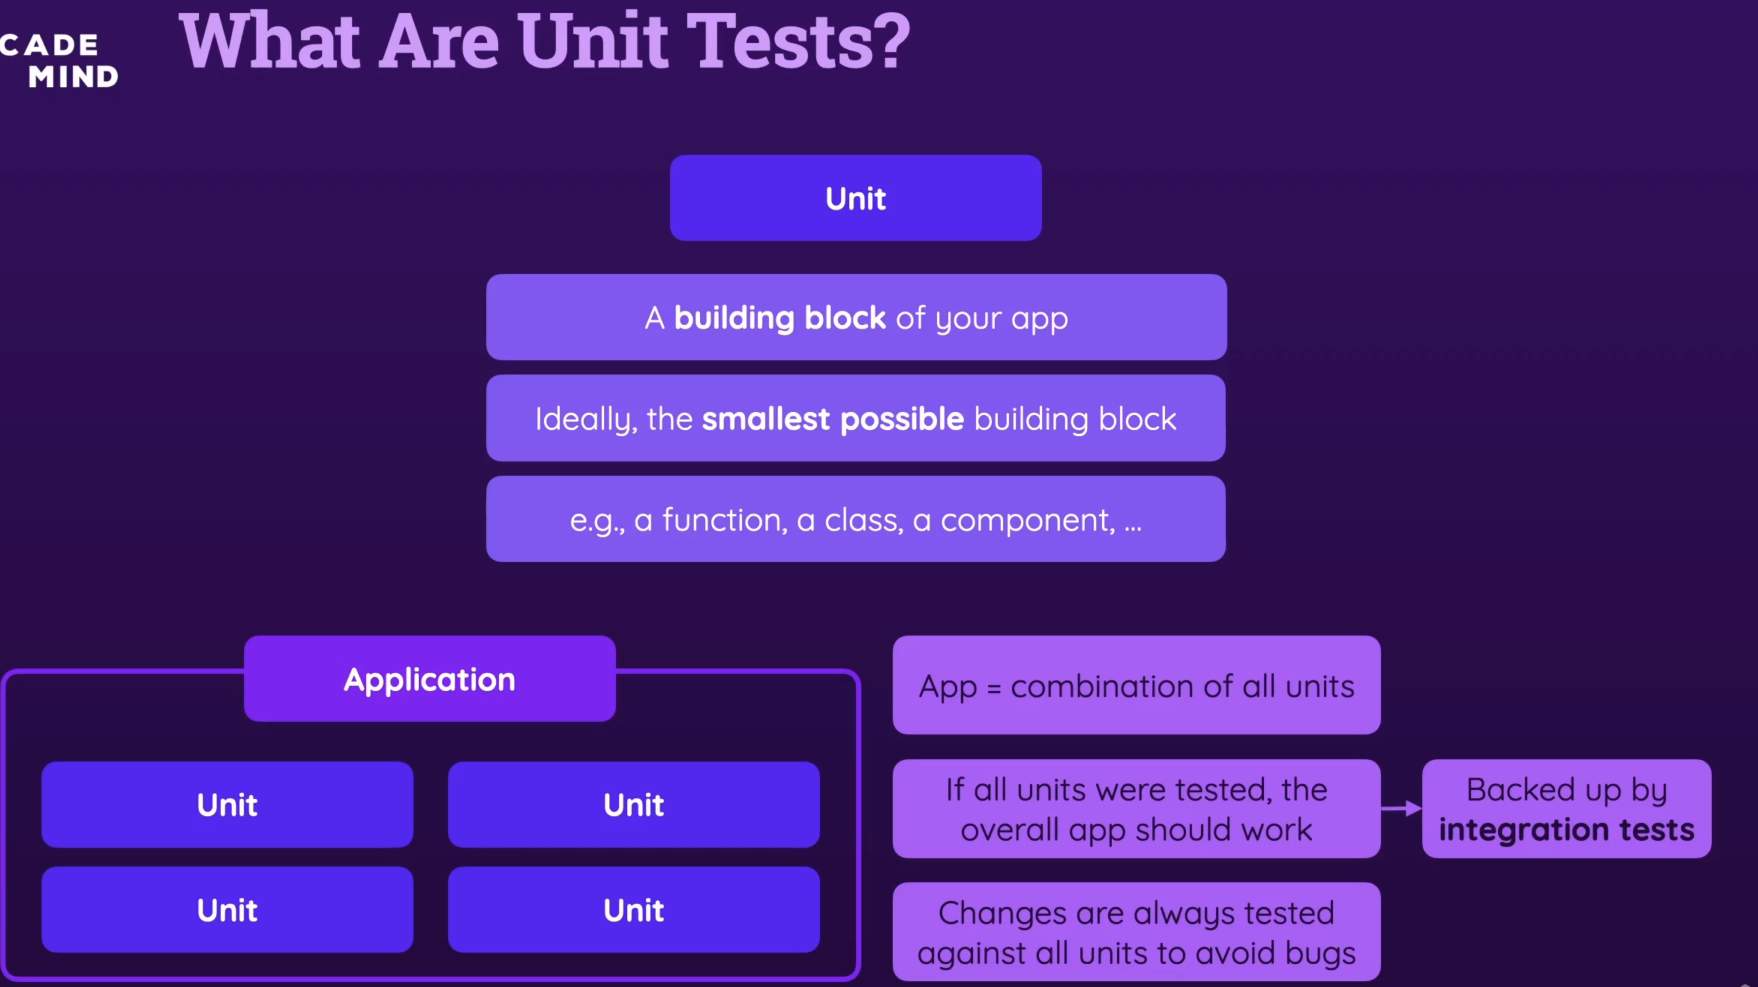 CADE
MIND
What Are Unit Tests?
Unit
A building block of your app
Ideally, the smallest possible building block
e.g., a function, a class, a component, ...
Application
Unit
Unit
Unit
Unit
App = combination of all units
If all units were tested, the
overall app should work
Backed up by
integration tests
Changes are always tested
against all units to avoid bugs